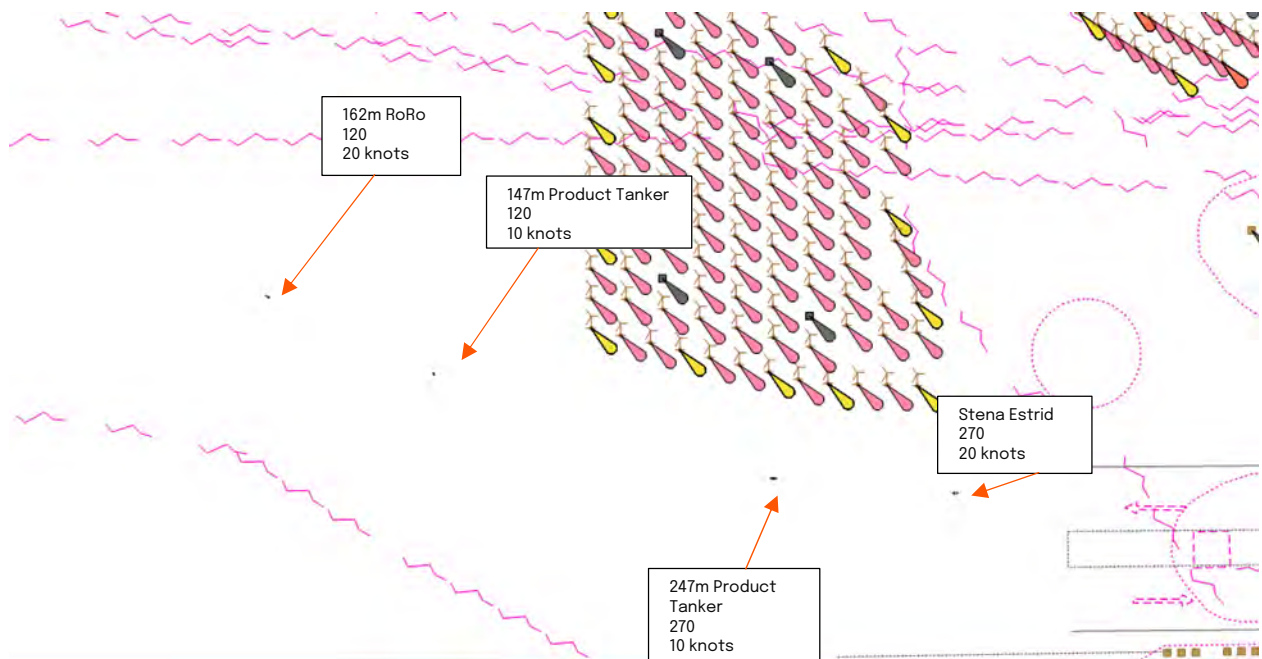 162m RoRo
120
20 knots
147m Product Tanker
120
10 knots
Stena Estrid
270
20 knots
247m Product
Tanker
270
10 knots